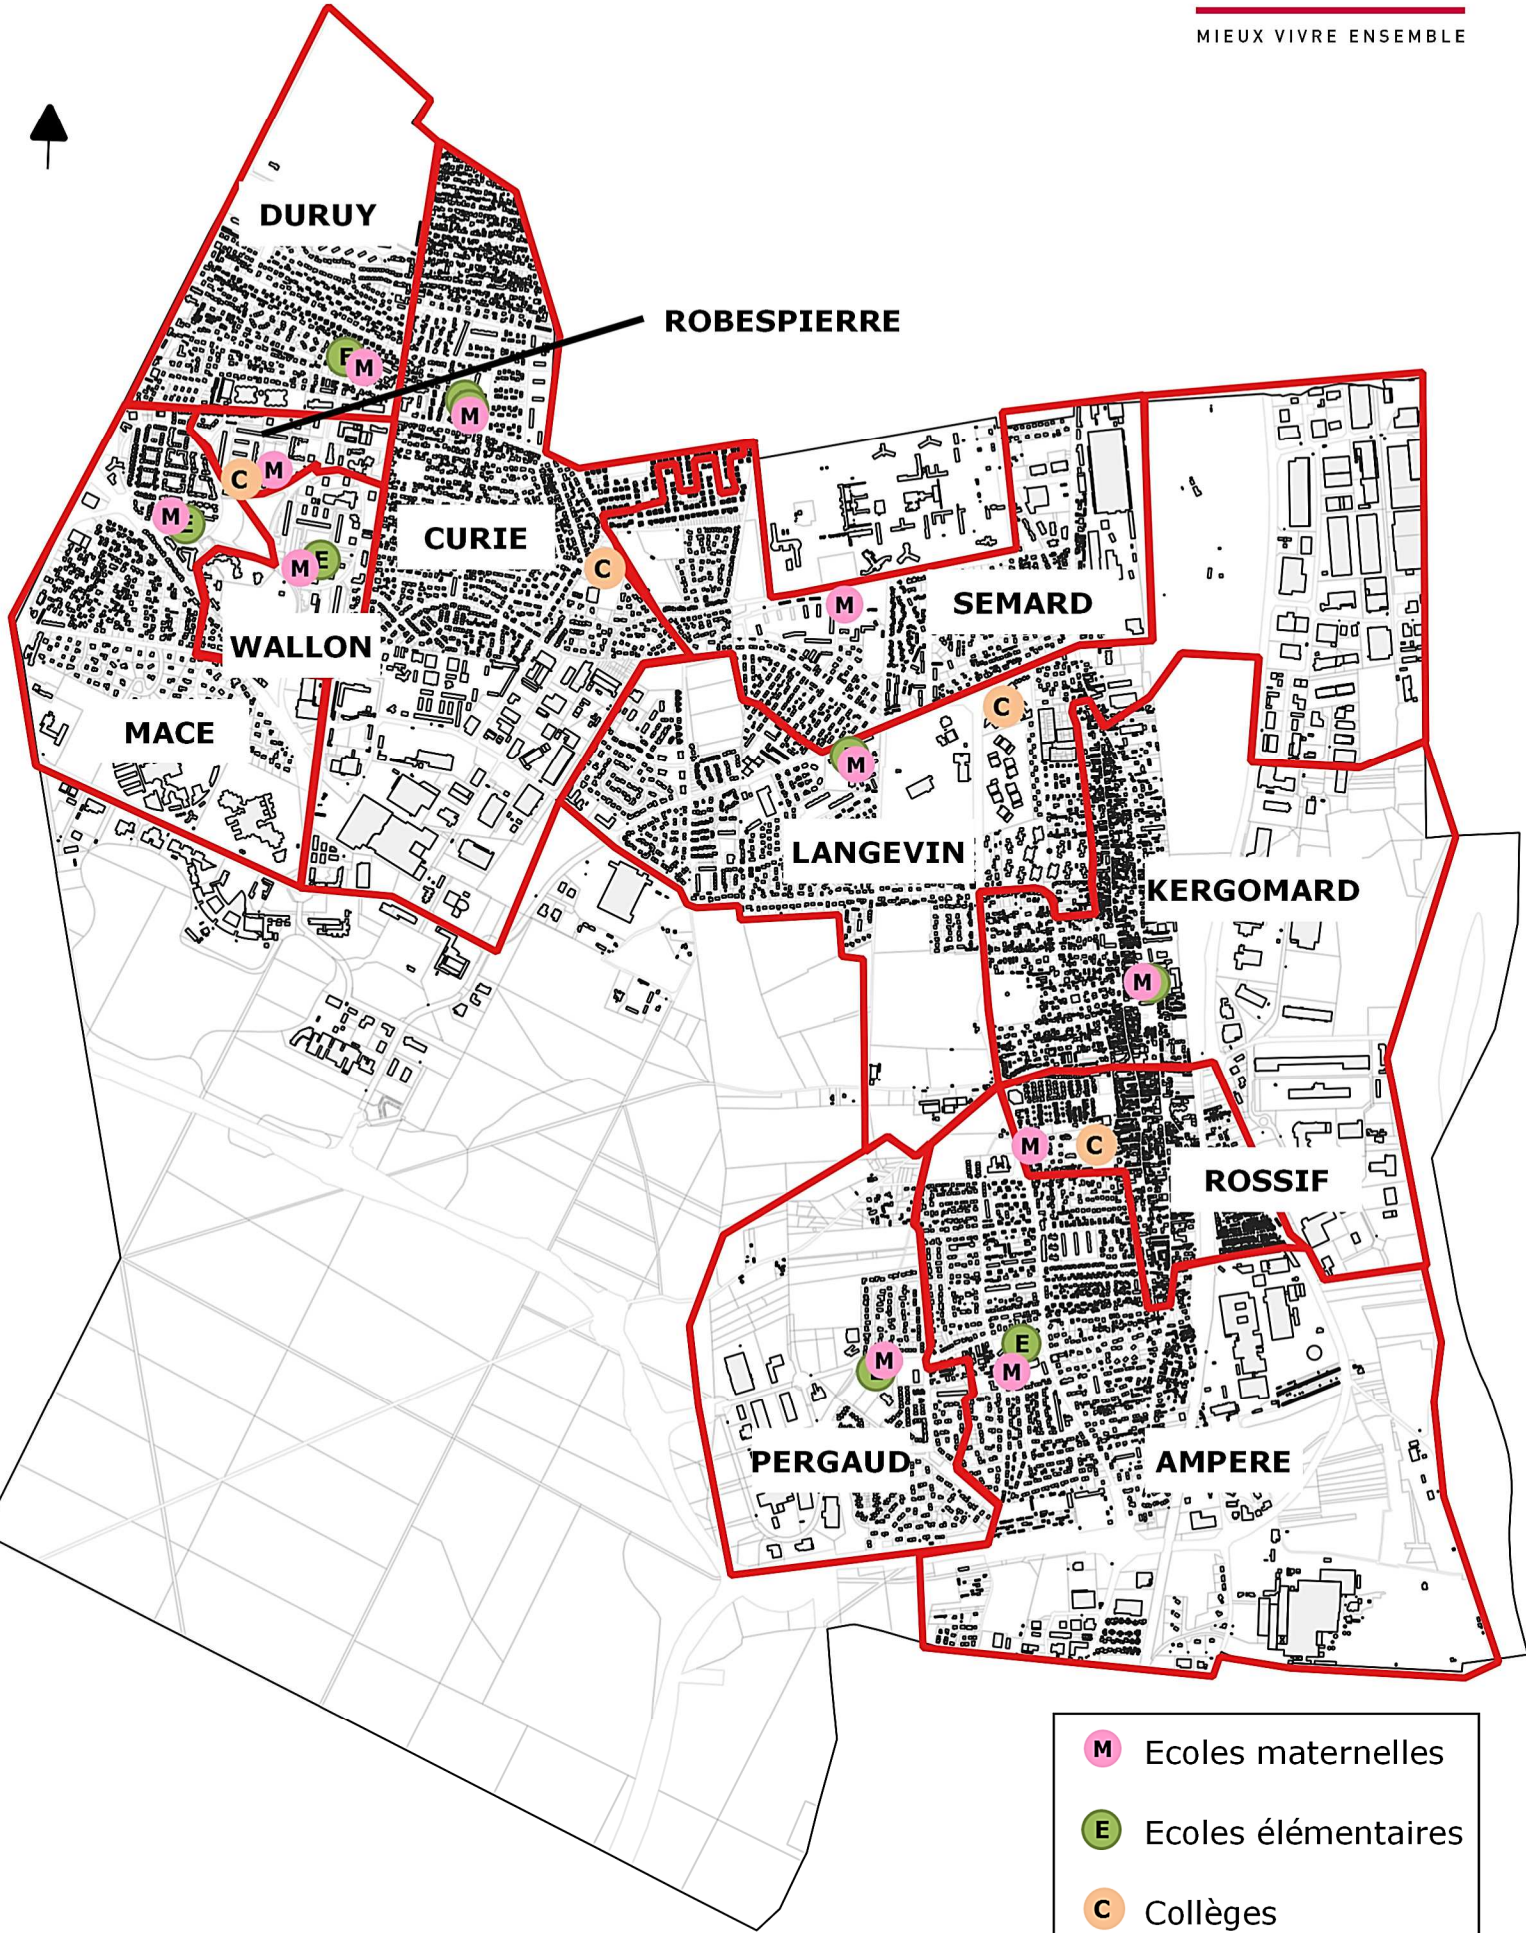 MIEUX VIVRE ENSEMBLE
DURUY
ROBESPIERRE
E
M
M
C
M
M
E
CURIE
E
M
C
M
SEMARD
WALLON
C
MACE
M
LANGEVIN
KERGOMARD
M
M
C
ROSSIF
E
M
M
PERGAUD
AMPERE
M Ecoles maternelles
E Ecoles élémentaires
C Collèges